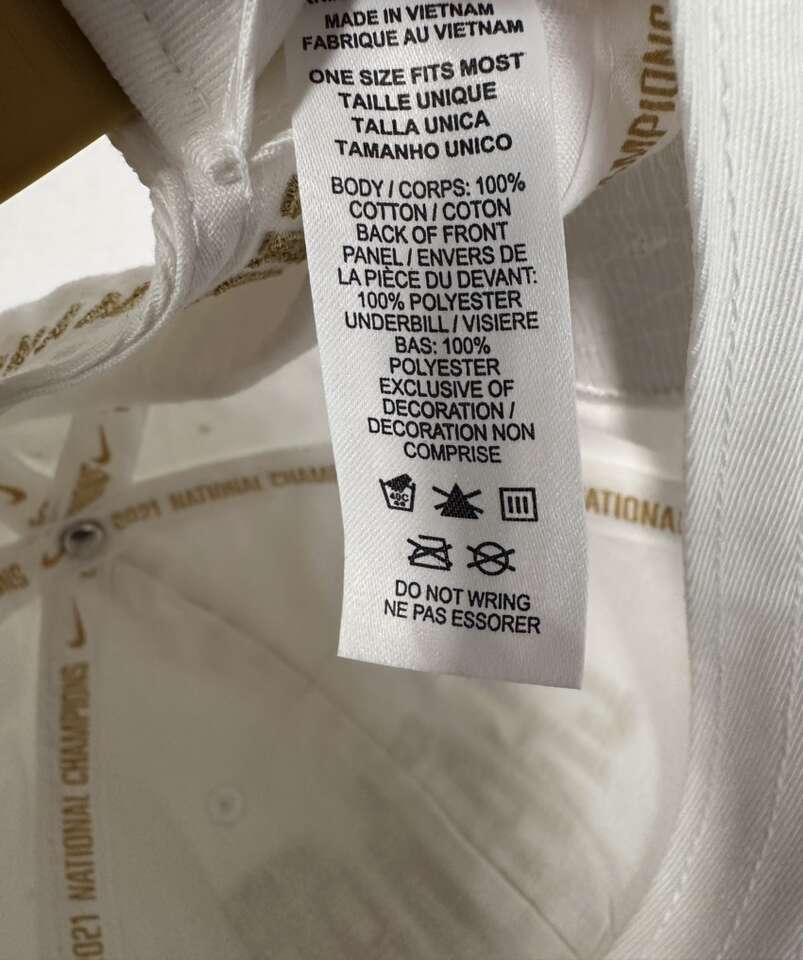 MADE IN VIETNAM
FABRIQUE AU VIETNAM
ONE SIZE FITS MOST
TAILLE UNIQUE
TALLA UNICA
TAMANHO UNICO
BODY / CORPS: 100%
COTTON / COTON
BACK OF FRONT
PANEL / ENVERS DE
LA PIÈCE DU DEVANT:
100% POLYESTER
UNDERBILL / VISIERE
BAS: 100%
POLYESTER
EXCLUSIVE OF
DECORATION /
DECORATION NON
COMPRISE
40C
DO NOT WRING
NE PAS ESSORER
2021 NATIONAL CHAMPIONS
NATIONAL
021 NATIONAL CHAMPIONS
CHAMPIONS